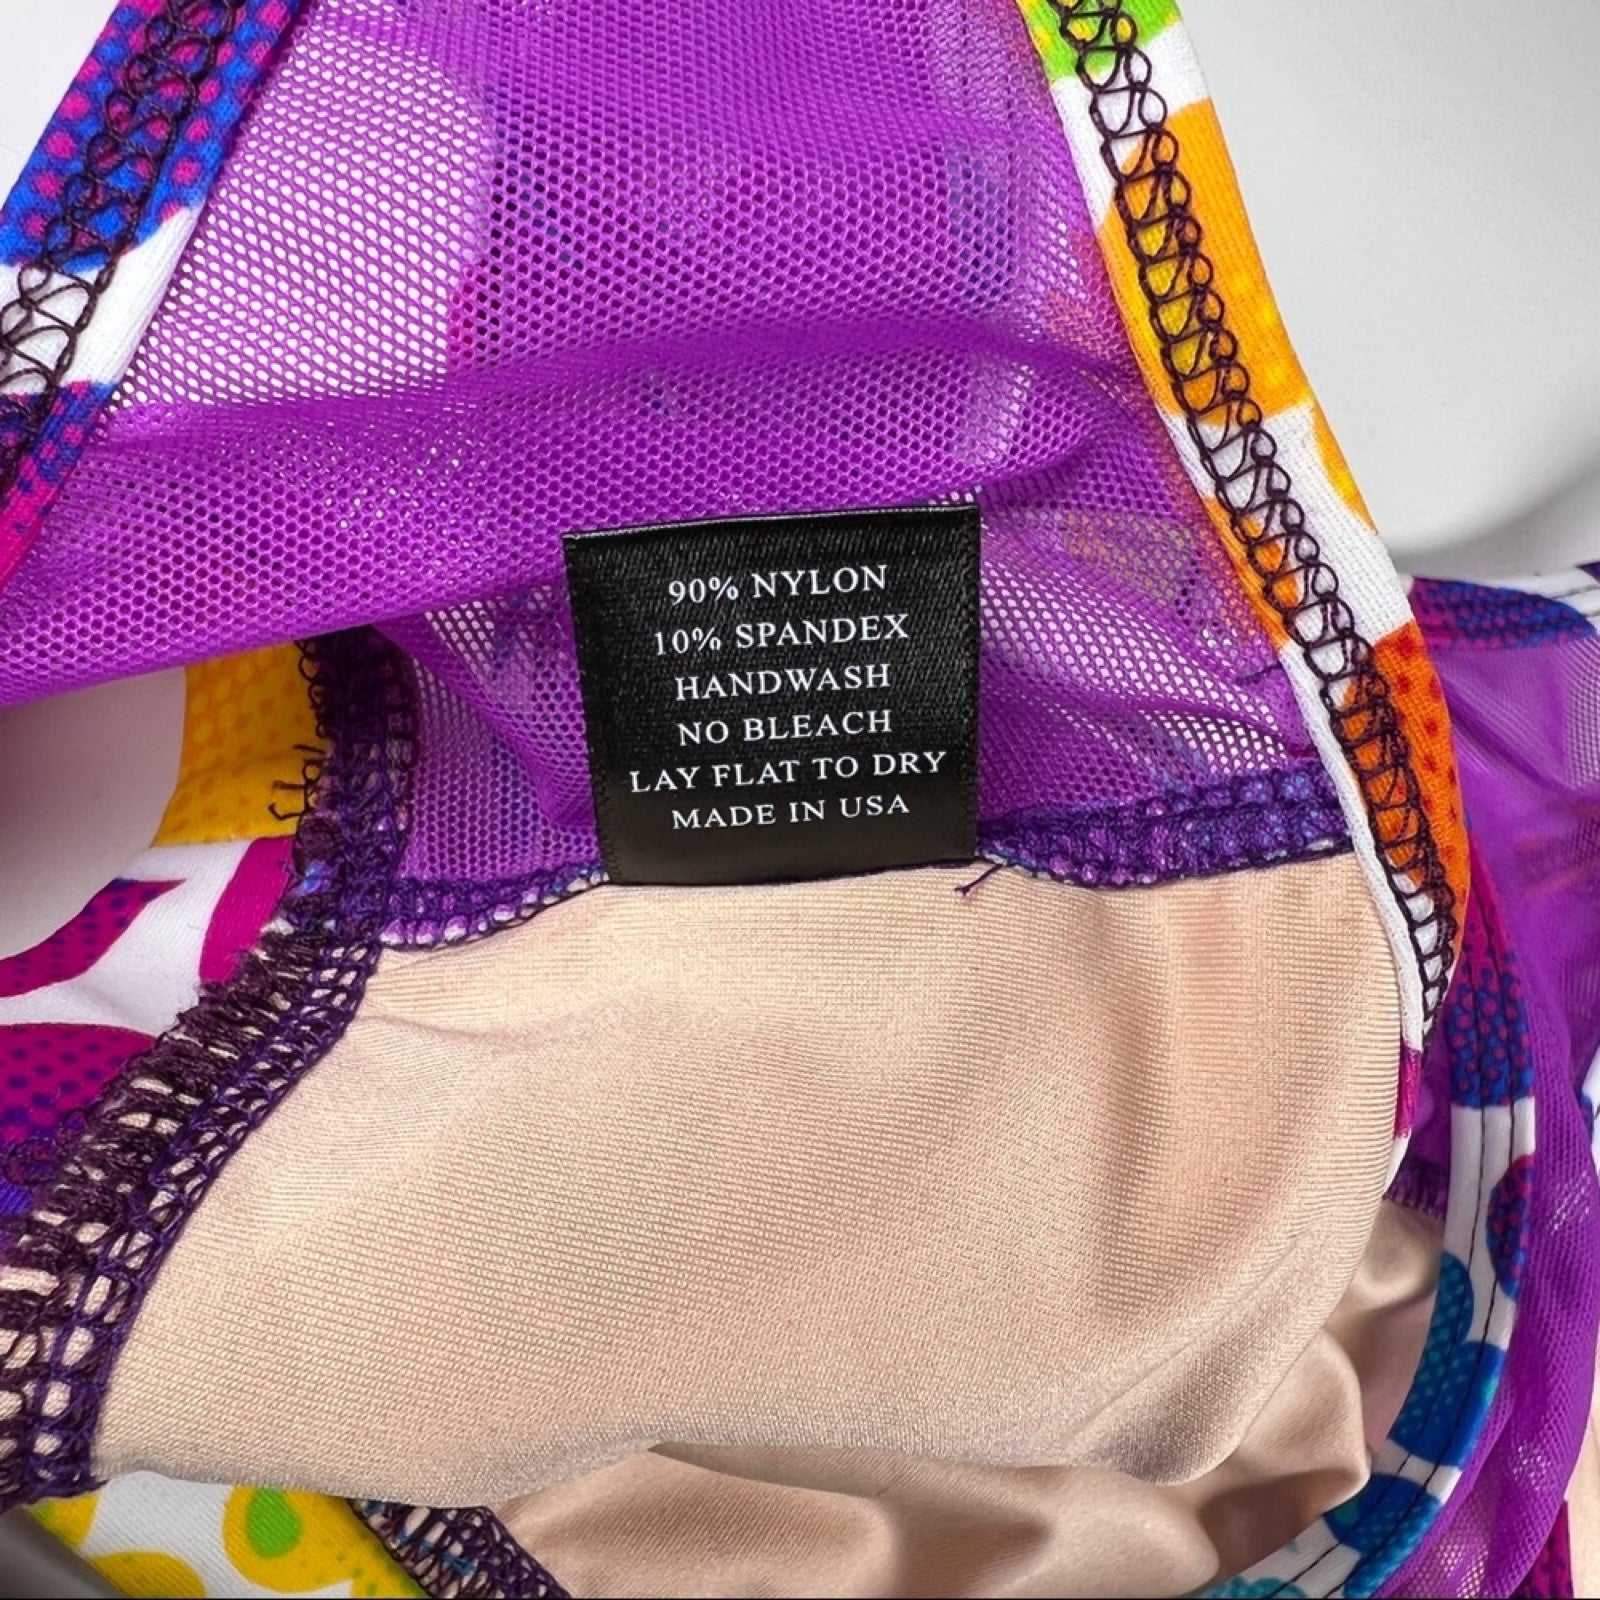 90% NYLON
10% SPANDEX
HANDWASH
NO BLEACH
LAY FLAT TO DRY
MADE IN USA